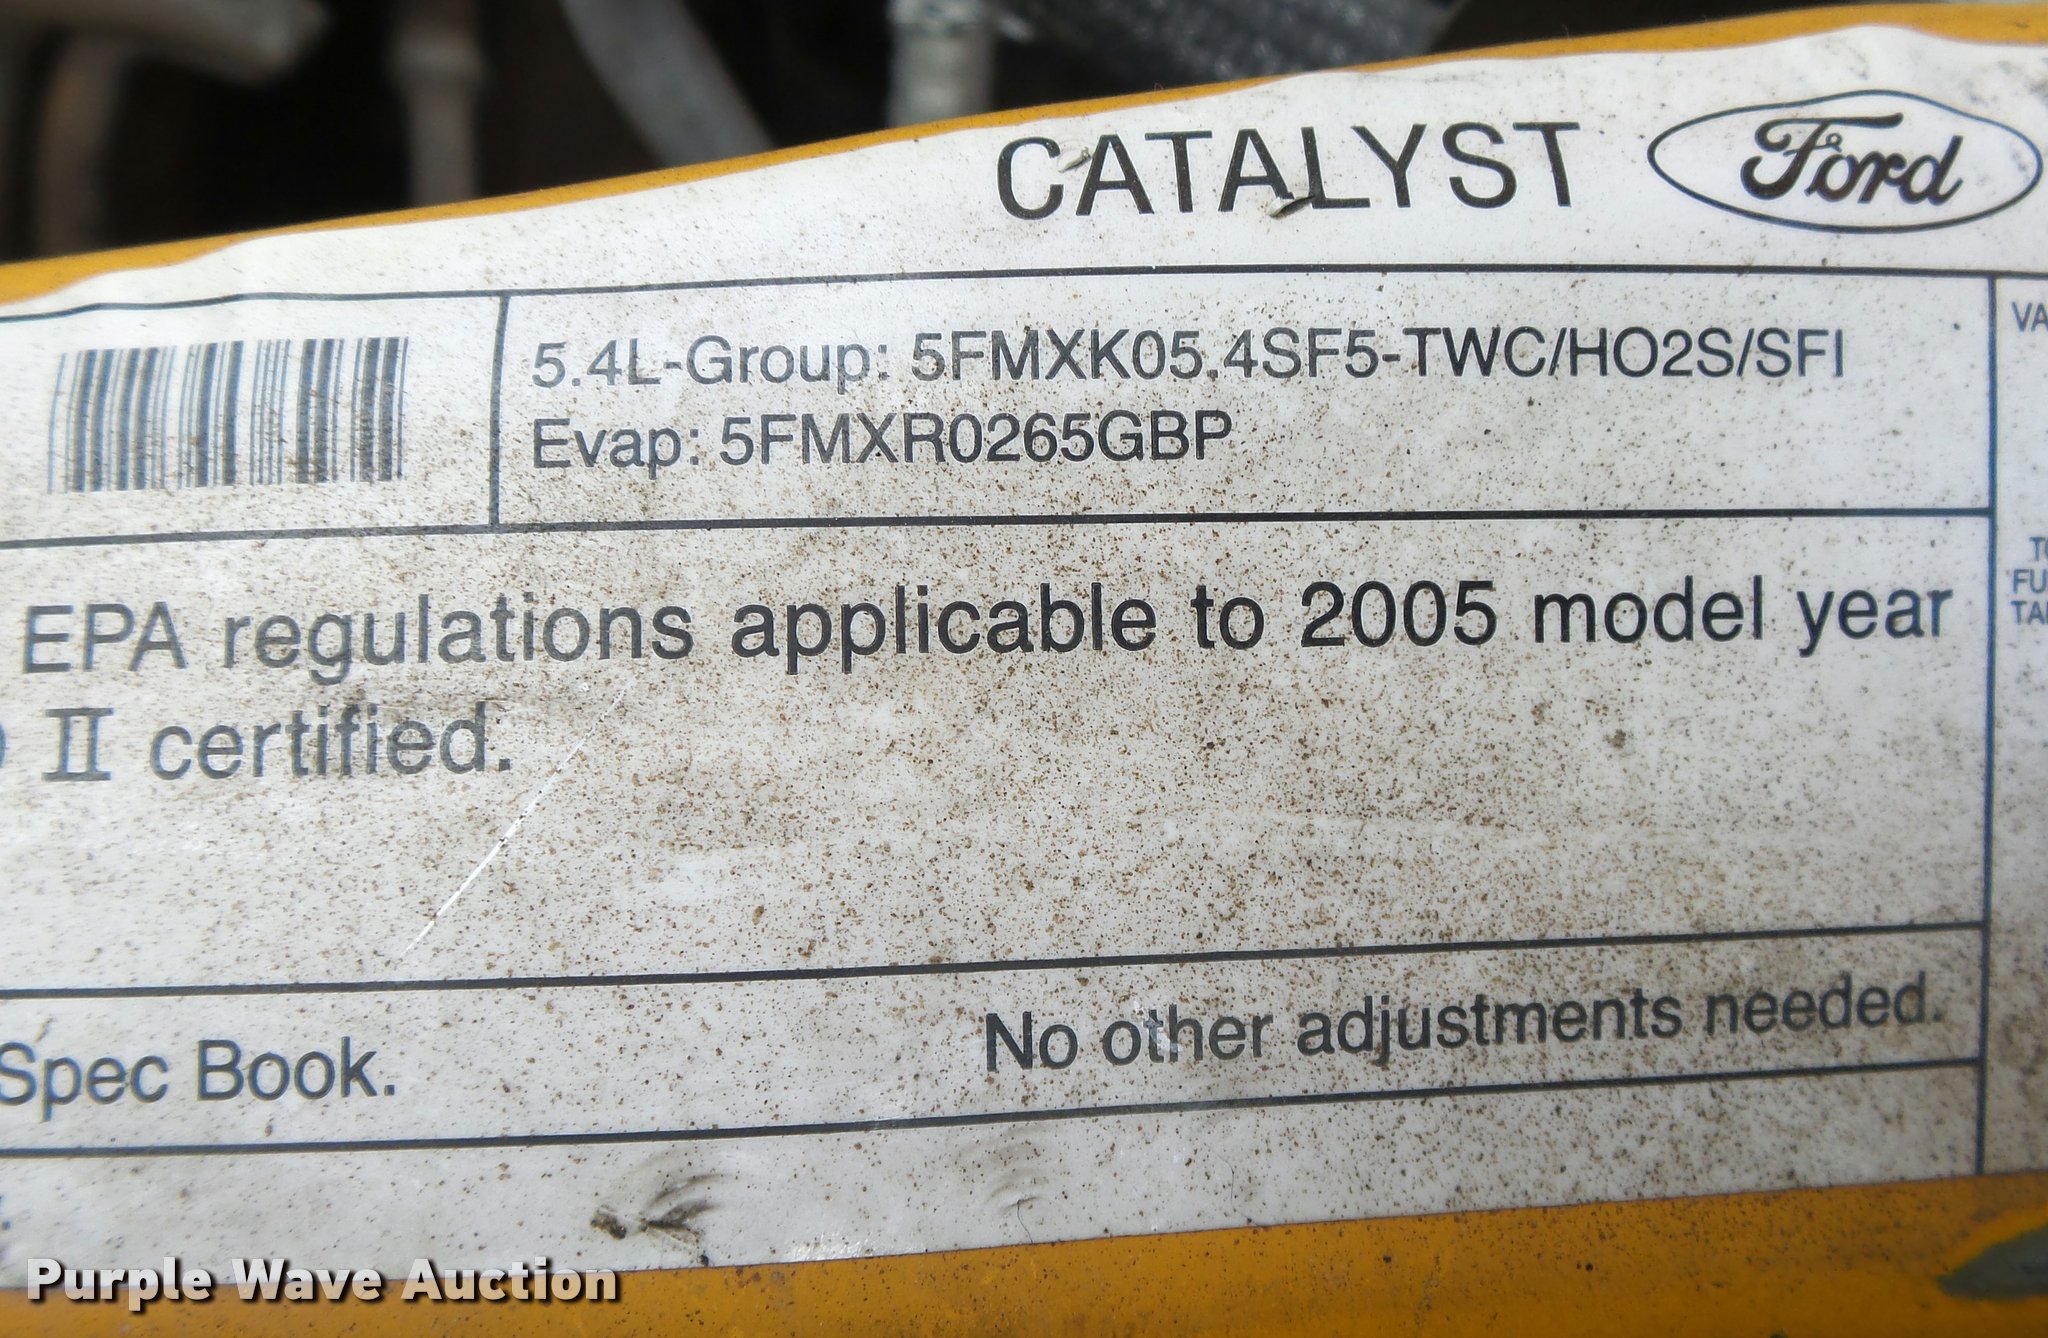 CATALYST Ford
5.4L-Group: 5FMXK05.4SF5-TWC/HO2S/SFI
Evap: 5FMXR0265GBP
EPA regulations applicable to 2005 model year
II certified.
Spec Book. No other adjustments needed.
Purple Wave Auction